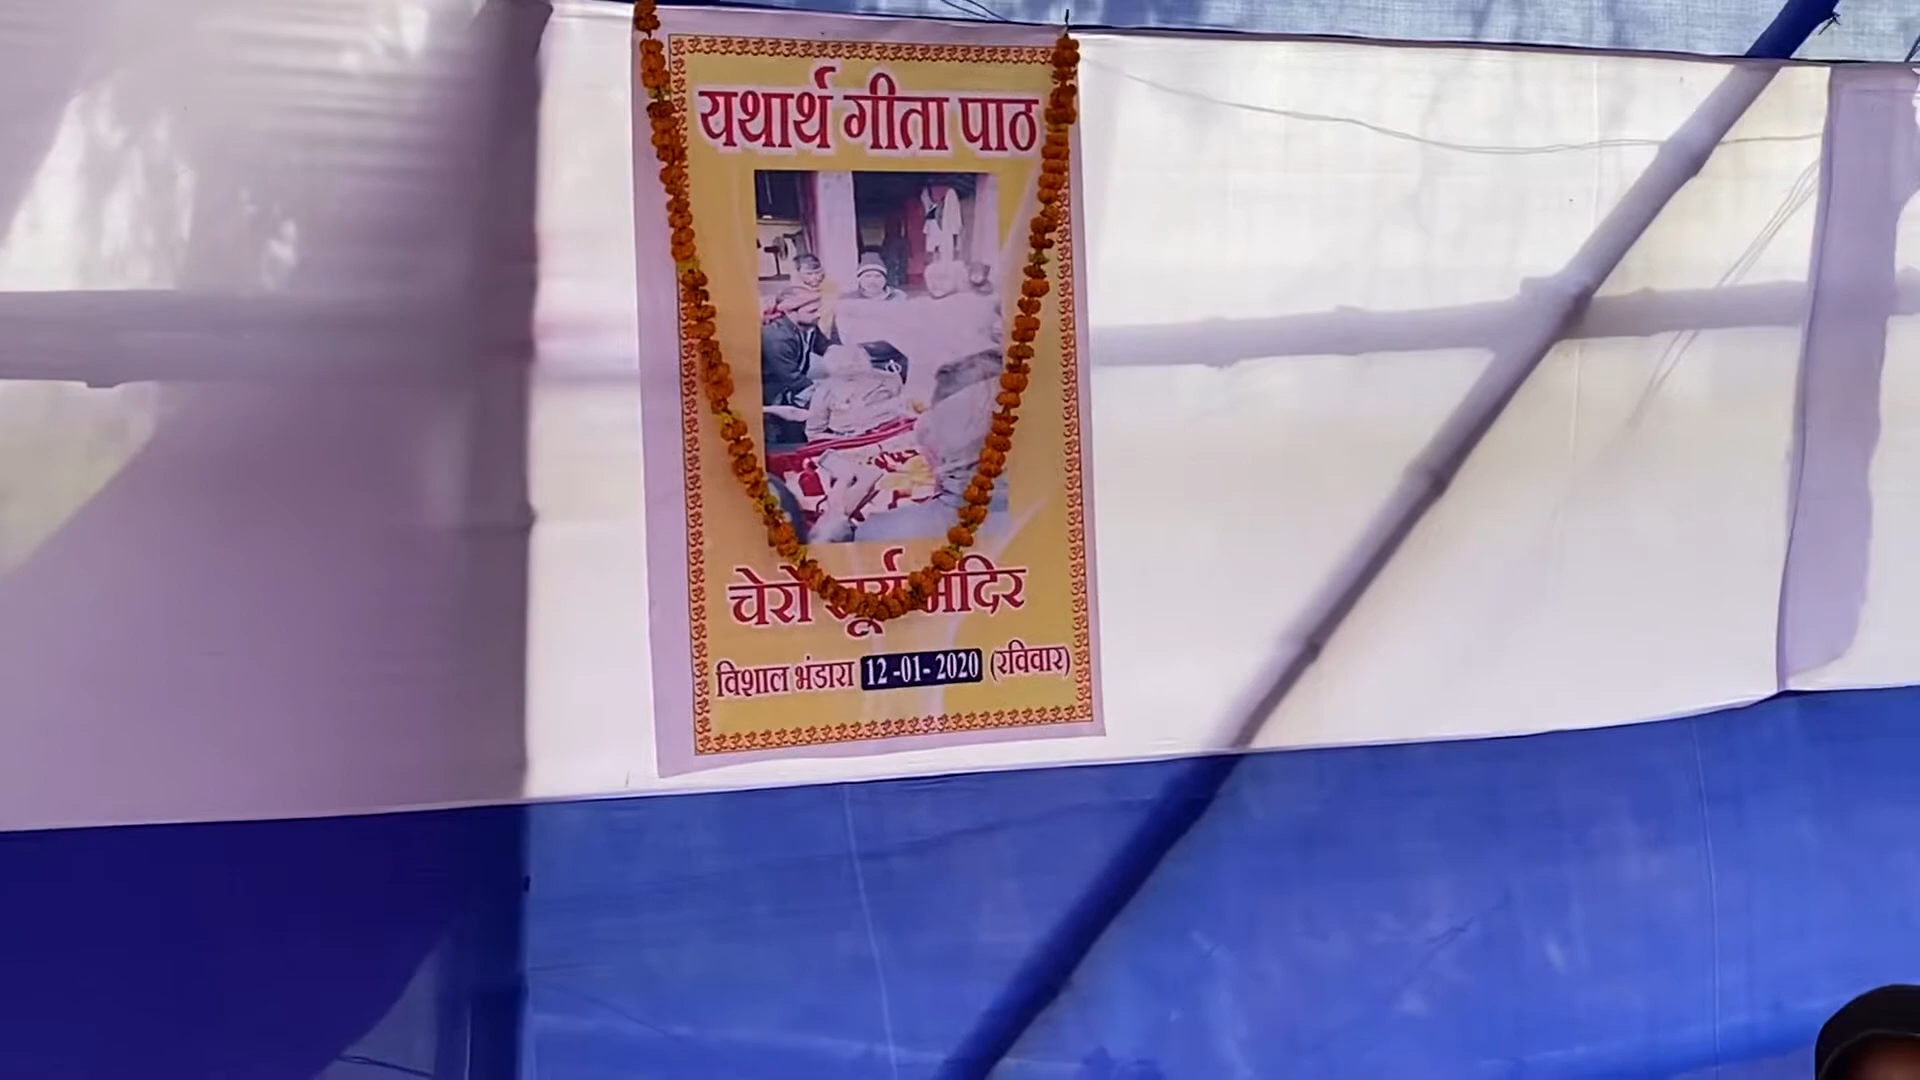 यथार्थ गीता पाठ
चेरो सूर्य मंदिर
विशाल भंडारा 12-01-2020 (रविवार)